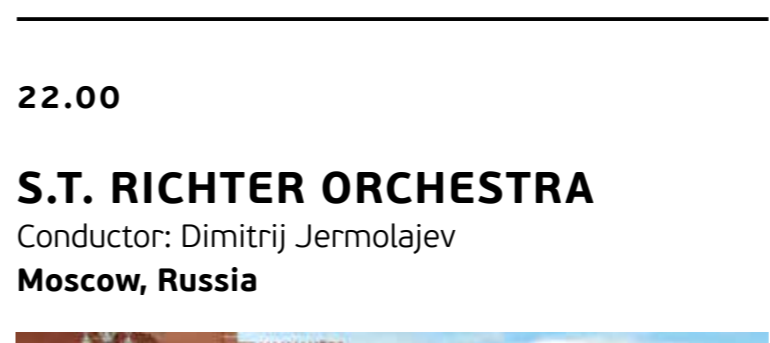 22.00
S.T. RICHTER ORCHESTRA
Conductor: Dimitrij Jermolajev
Moscow, Russia